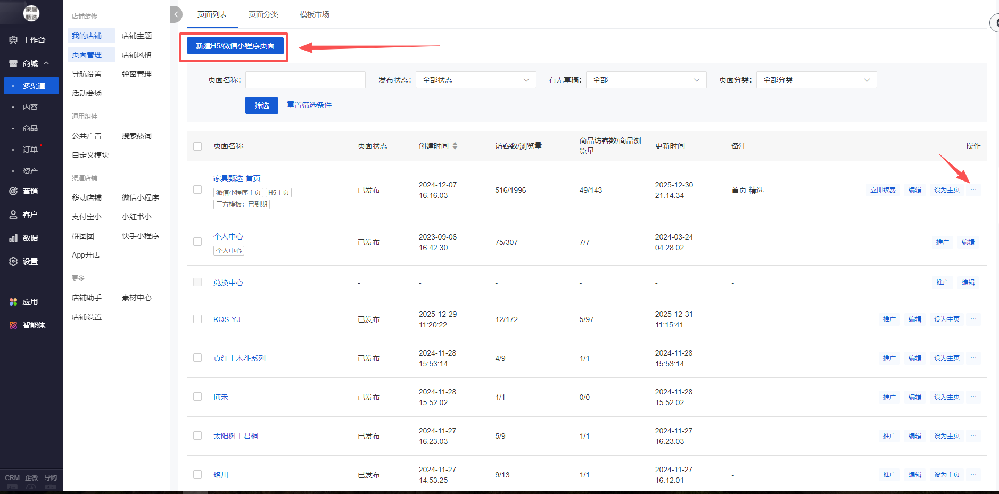 家居
甄选
工作台
商城
多渠道
内容
商品
订单
资产
营销
客户
数据
设置
应用
智能体
CRM 企微 导购
店铺装修
我的店铺 店铺主题
页面管理 店铺风格
导航设置 弹窗管理
活动会场
通用组件
公共广告 搜索热词
自定义模块
渠道店铺
移动店铺 微信小程序
支付宝小... 小红书小...
群团团 快手小程序
App开店
更多
店铺助手 素材中心
店铺设置
页面列表 页面分类 模板市场
新建H5/微信小程序页面
页面名称: 发布状态: 全部状态 有无草稿: 全部 页面分类: 全部分类
筛选 重置筛选条件
页面名称 页面状态 创建时间 访客数/浏览量 商品访客数/商品浏览量 更新时间 备注 操作
家具甄选-首页
微信小程序主页 H5主页
三方模板：已到期
已发布 2024-12-07 16:16:03 516/1996 49/143 2025-12-30 21:14:34 首页-精选 立即续费 编辑 设为主页 ...
个人中心
个人中心
已发布 2023-09-06 16:42:30 75/307 7/7 2024-03-24 04:28:02 - 推广 编辑
兑换中心 - - - - - - 推广 编辑
KQS-YJ 已发布 2025-12-29 11:20:22 12/172 5/97 2025-12-31 11:15:41 - 推广 编辑 设为主页 ...
真红丨木斗系列 已发布 2024-11-28 15:53:14 4/9 1/1 2024-11-28 15:53:14 - 推广 编辑 设为主页 ...
博禾 已发布 2024-11-28 15:52:02 1/1 0/0 2024-11-28 15:52:02 - 推广 编辑 设为主页 ...
太阳树丨君桐 已发布 2024-11-27 16:23:03 5/9 1/1 2024-11-27 16:23:03 - 推广 编辑 设为主页 ...
珞川 已发布 2024-11-27 14:53:25 9/13 1/1 2024-11-27 16:12:01 - 推广 编辑 设为主页 ...